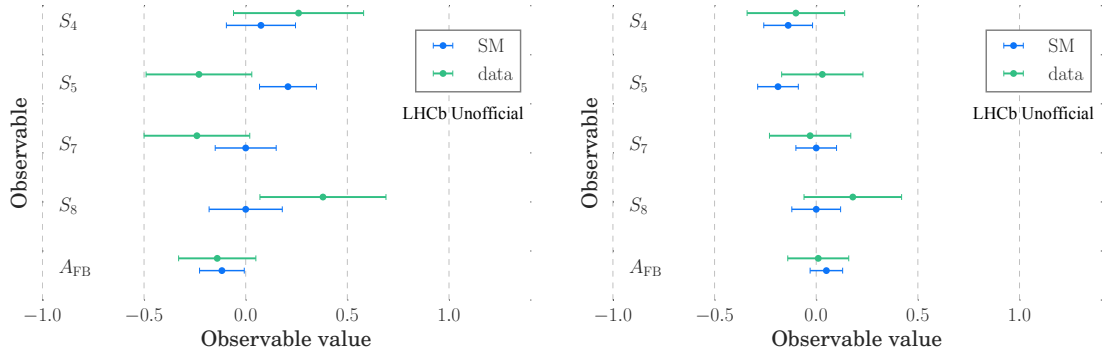 Observable
S4
S5
S7
S8
AFB
SM
data
LHCb Unofficial
−1.0 −0.5 0.0 0.5 1.0
Observable value
Observable
S4
S5
S7
S8
AFB
SM
data
LHCb Unofficial
−1.0 −0.5 0.0 0.5 1.0
Observable value